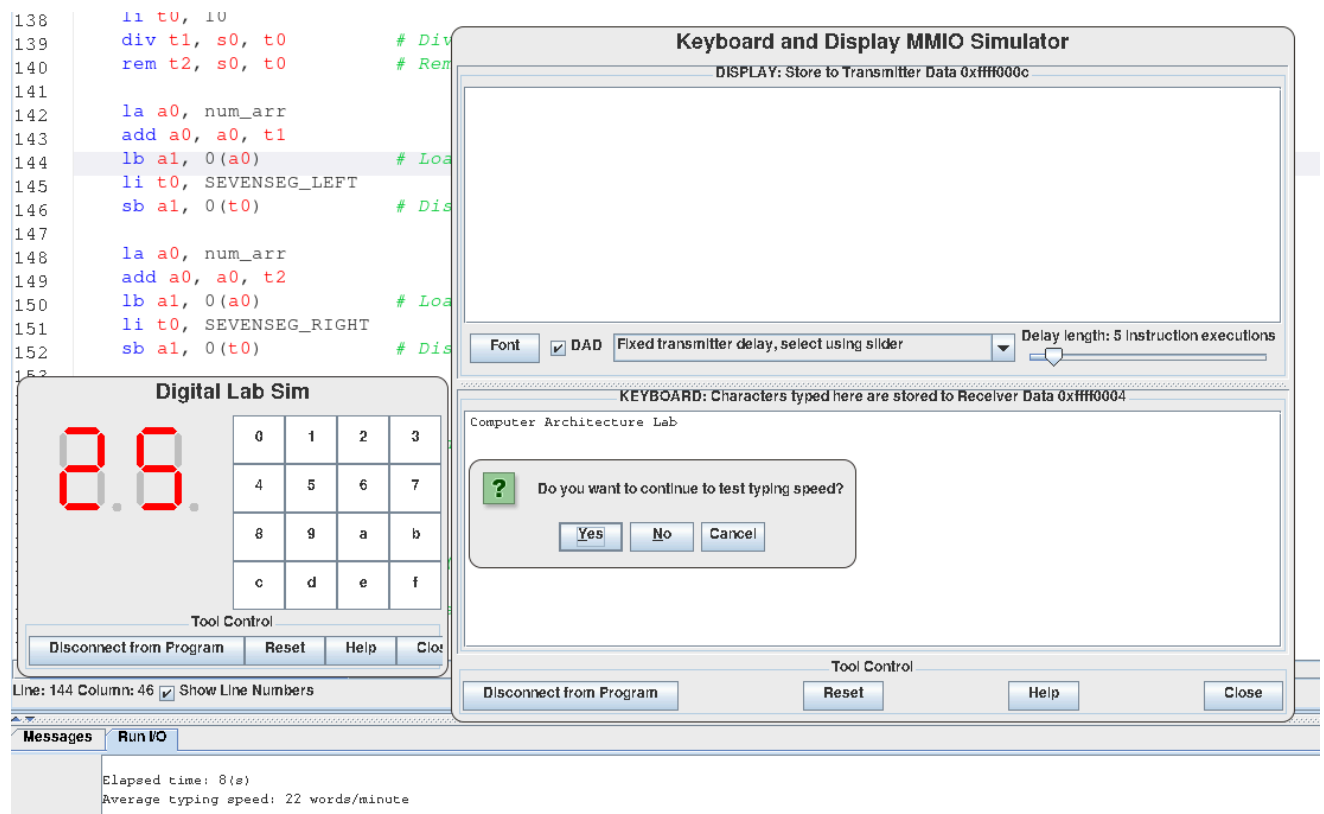 138 li t0, 10
139 div t1, s0, t0 # Div
140 rem t2, s0, t0 # Rem
141
142 la a0, num_arr
143 add a0, a0, t1
144 lb a1, 0(a0) # Loa
145 li t0, SEVENSEG_LEFT
146 sb a1, 0(t0) # Dis
147
148 la a0, num_arr
149 add a0, a0, t2
150 lb a1, 0(a0) # Loa
151 li t0, SEVENSEG_RIGHT
152 sb a1, 0(t0) # Dis
153
Keyboard and Display MMIO Simulator
DISPLAY: Store to Transmitter Data 0xffff000c
Font DAD Fixed transmitter delay, select using slider Delay length: 5 instruction executions
KEYBOARD: Characters typed here are stored to Receiver Data 0xffff0004
Computer Architecture Lab
? Do you want to continue to test typing speed?
Yes No Cancel
Tool Control
Disconnect from Program Reset Help Close
Digital Lab Sim
25
0 1 2 3
4 5 6 7
8 9 a b
c d e f
Tool Control
Disconnect from Program Reset Help Clos
Line: 144 Column: 46 Show Line Numbers
Messages Run I/O
Elapsed time: 8(s)
Average typing speed: 22 words/minute